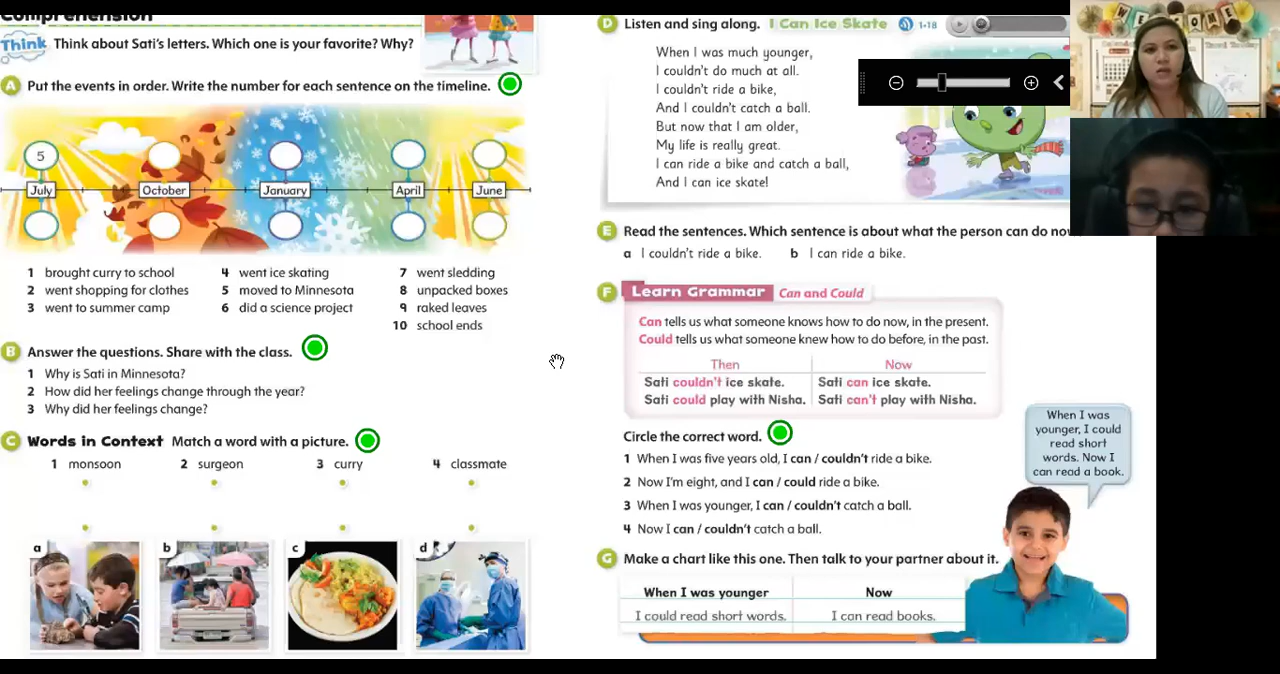 Comprehension
Think Think about Sati's letters. Which one is your favorite? Why?
A Put the events in order. Write the number for each sentence on the timeline.
5
July October January April June
1 brought curry to school
2 went shopping for clothes
3 went to summer camp
4 went ice skating
5 moved to Minnesota
6 did a science project
7 went sledding
8 unpacked boxes
9 raked leaves
10 school ends
B Answer the questions. Share with the class.
1 Why is Sati in Minnesota?
2 How did her feelings change through the year?
3 Why did her feelings change?
C Words in Context Match a word with a picture.
1 monsoon 2 surgeon 3 curry 4 classmate
a b c d
D Listen and sing along. I Can Ice Skate 1·18
When I was much younger,
I couldn't do much at all.
I couldn't ride a bike,
And I couldn't catch a ball.
But now that I am older,
My life is really great.
I can ride a bike and catch a ball,
And I can ice skate!
E Read the sentences. Which sentence is about what the person can do
a I couldn't ride a bike. b I can ride a bike.
F Learn Grammar Can and Could
Can tells us what someone knows how to do now, in the present.
Could tells us what someone knew how to do before, in the past.
Then Now
Sati couldn't ice skate. Sati can ice skate.
Sati could play with Nisha. Sati can't play with Nisha.
Circle the correct word.
1 When I was five years old, I can / couldn't ride a bike.
2 Now I'm eight, and I can / could ride a bike.
3 When I was younger, I can / couldn't catch a ball.
4 Now I can / couldn't catch a ball.
When I was
younger, I could
read short
words. Now I
can read a book.
G Make a chart like this one. Then talk to your partner about it.
When I was younger Now
I could read short words. I can read books.
WELCOME